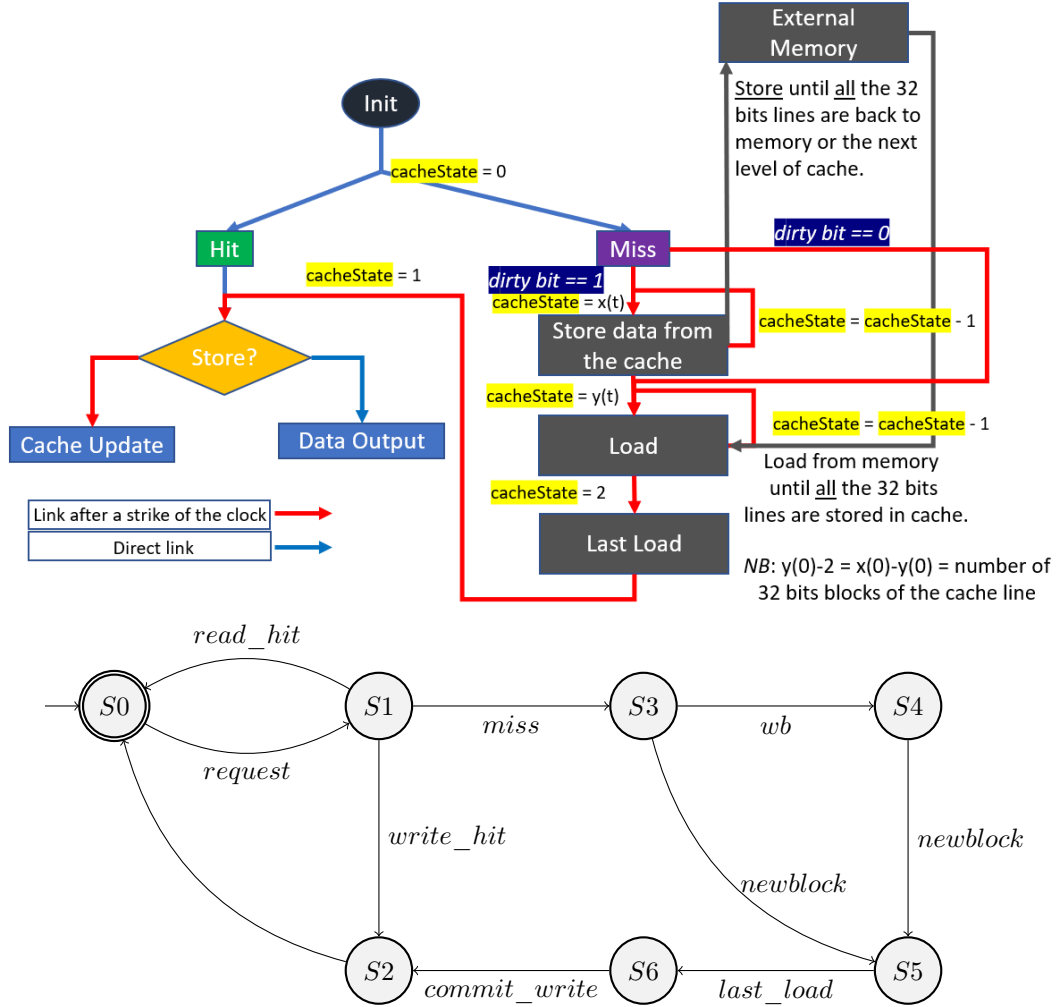 External
Memory
Store until all the 32
bits lines are back to
memory or the next
level of cache.
Init
cacheState = 0
Hit
Miss
dirty bit == 0
cacheState = 1
dirty bit == 1
cacheState = x(t)
cacheState = cacheState - 1
Store data from
the cache
Store?
cacheState = y(t)
cacheState = cacheState - 1
Cache Update
Data Output
Load
Load from memory
until all the 32 bits
lines are stored in cache.
cacheState = 2
Link after a strike of the clock
Direct link
Last Load
NB: y(0)-2 = x(0)-y(0) = number of
32 bits blocks of the cache line
read_hit
S0
S1
S3
S4
miss
wb
request
write_hit
newblock
newblock
S2
S6
S5
commit_write
last_load